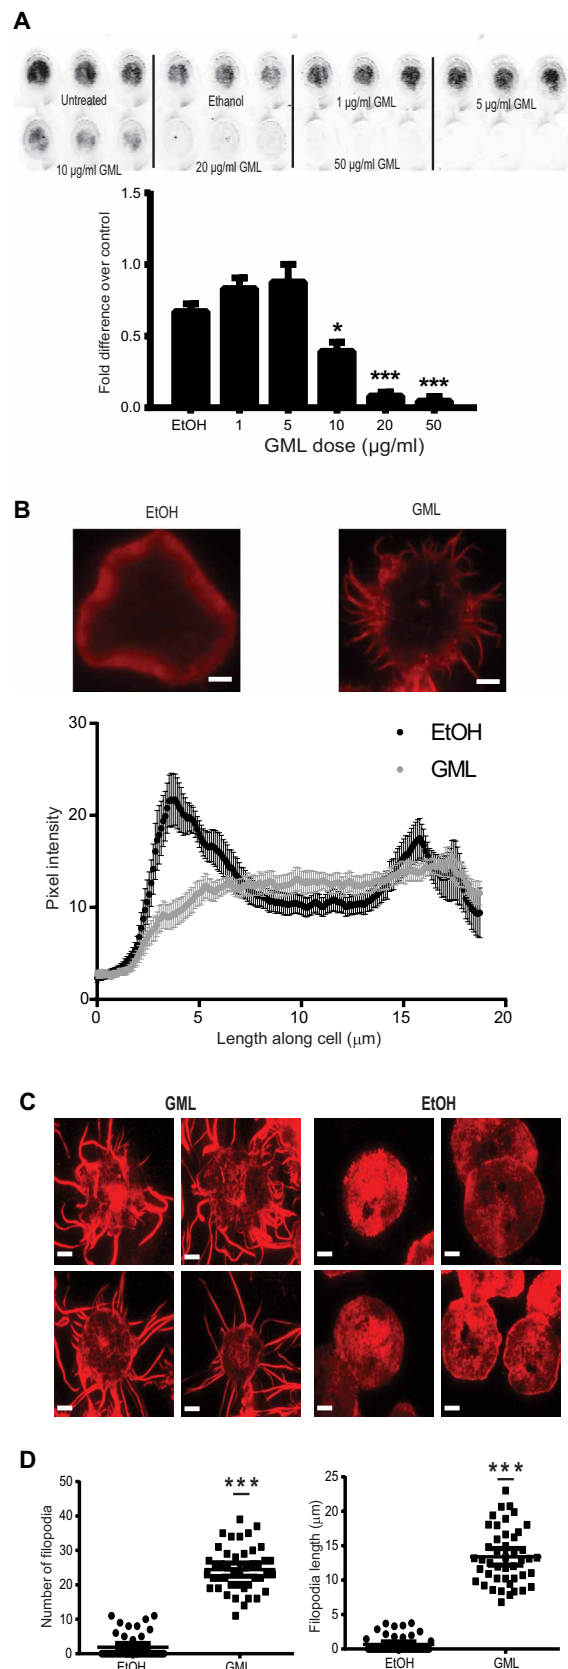 A
Untreated
Ethanol
1 µg/ml GML
5 µg/ml GML
10 µg/ml GML
20 µg/ml GML
50 µg/ml GML
Fold difference over control
1.5
1.0
0.5
0.0
*
***
***
EtOH 1 5 10 20 50
GML dose (µg/ml)
B
EtOH
GML
Pixel intensity
30
20
10
0
EtOH
GML
0 5 10 15 20
Length along cell (µm)
C
GML
EtOH
D
Number of filopodia
50
40
30
20
10
0
***
EtOH GML
Filopodia length (µm)
25
20
15
10
5
0
***
EtOH GML